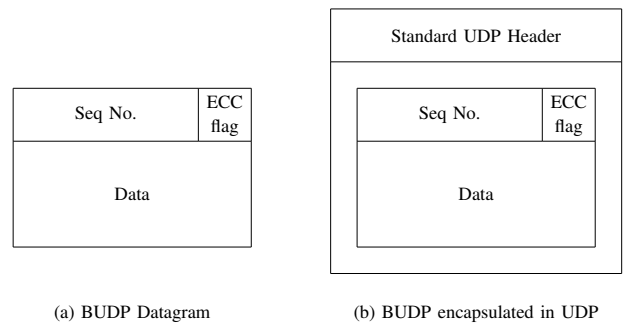 Seq No.
ECC
flag
Data
(a) BUDP Datagram
Standard UDP Header
Seq No.
ECC
flag
Data
(b) BUDP encapsulated in UDP